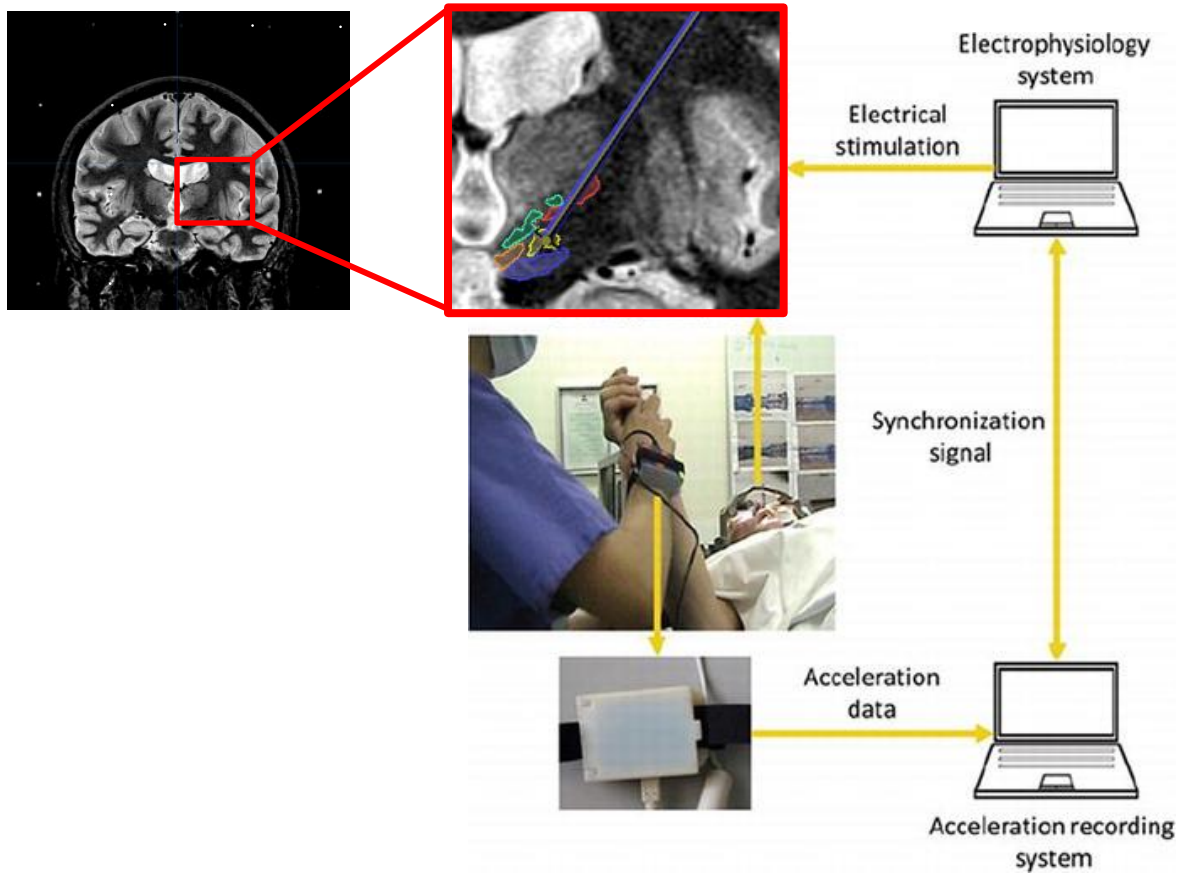 Electrophysiology
system
Electrical
stimulation
Synchronization
signal
Acceleration
data
Acceleration recording
system